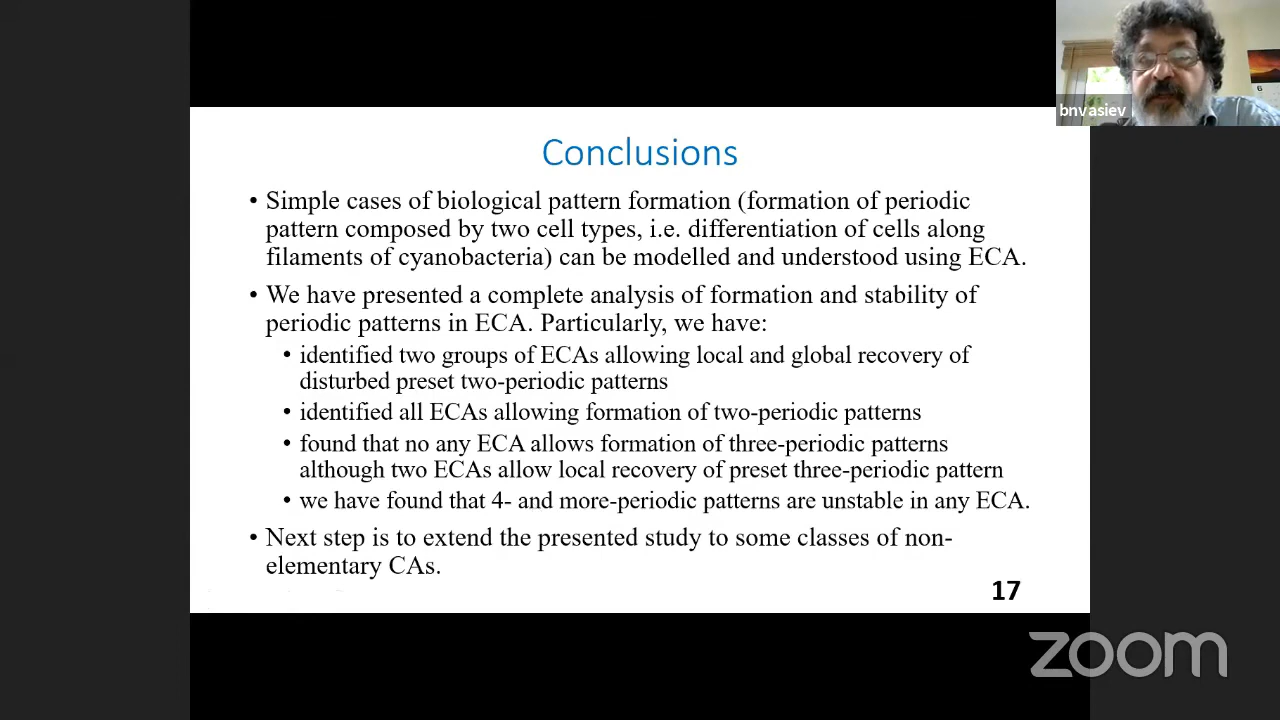 bnvasiev
6
Conclusions
• Simple cases of biological pattern formation (formation of periodic
pattern composed by two cell types, i.e. differentiation of cells along
filaments of cyanobacteria) can be modelled and understood using ECA.
• We have presented a complete analysis of formation and stability of
periodic patterns in ECA. Particularly, we have:
• identified two groups of ECAs allowing local and global recovery of
disturbed preset two-periodic patterns
• identified all ECAs allowing formation of two-periodic patterns
• found that no any ECA allows formation of three-periodic patterns
although two ECAs allow local recovery of preset three-periodic pattern
• we have found that 4- and more-periodic patterns are unstable in any ECA.
• Next step is to extend the presented study to some classes of non-
elementary CAs.
17
zoom